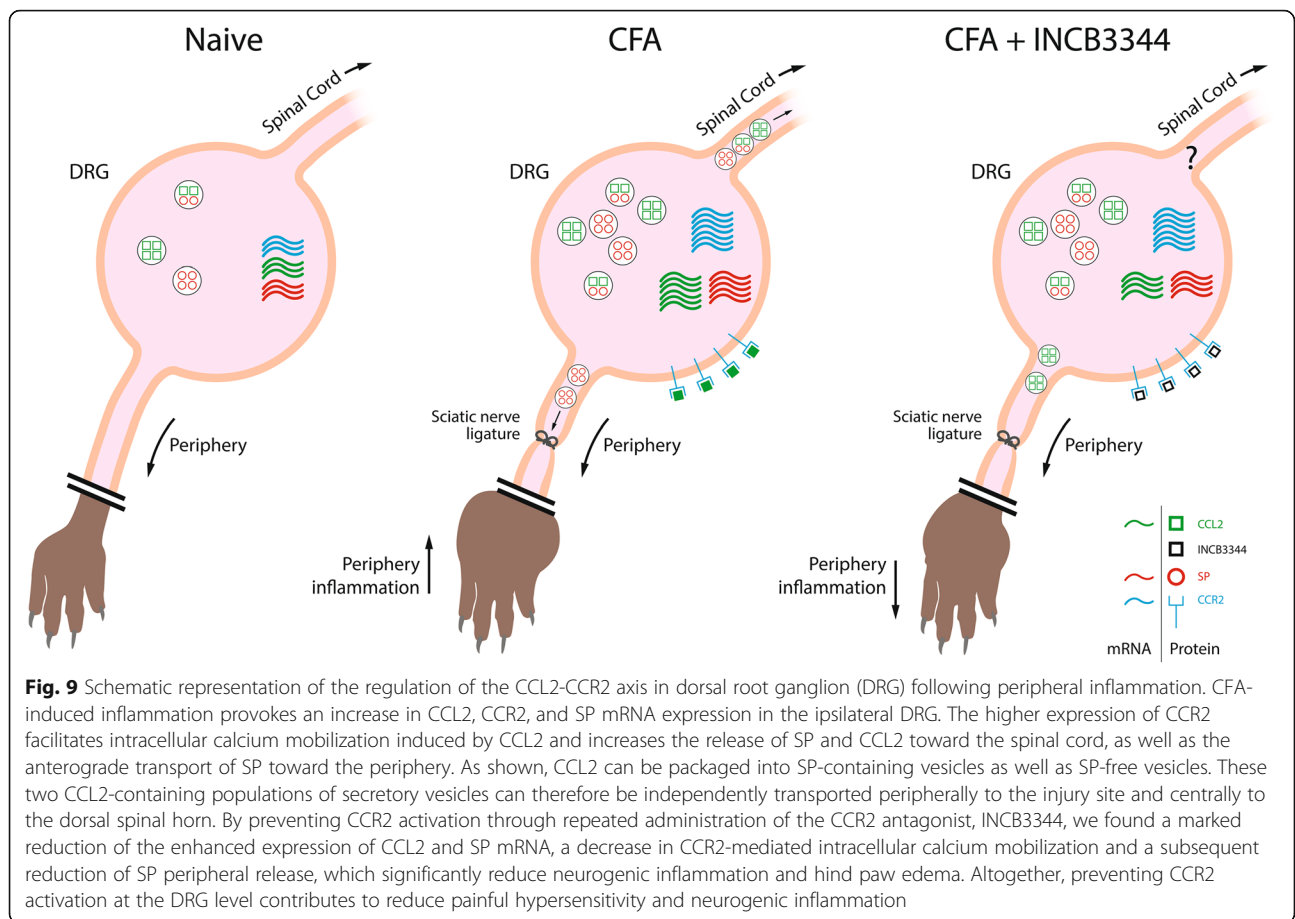 Naive
CFA
CFA + INCB3344
Spinal Cord
DRG
Periphery
Spinal Cord
DRG
Sciatic nerve
ligature
Periphery
Periphery
inflammation
Spinal Cord
?
DRG
Sciatic nerve
ligature
Periphery
Periphery
inflammation
CCL2
INCB3344
SP
CCR2
mRNA Protein
Fig. 9 Schematic representation of the regulation of the CCL2-CCR2 axis in dorsal root ganglion (DRG) following peripheral inflammation. CFA-
induced inflammation provokes an increase in CCL2, CCR2, and SP mRNA expression in the ipsilateral DRG. The higher expression of CCR2
facilitates intracellular calcium mobilization induced by CCL2 and increases the release of SP and CCL2 toward the spinal cord, as well as the
anterograde transport of SP toward the periphery. As shown, CCL2 can be packaged into SP-containing vesicles as well as SP-free vesicles. These
two CCL2-containing populations of secretory vesicles can therefore be independently transported peripherally to the injury site and centrally to
the dorsal spinal horn. By preventing CCR2 activation through repeated administration of the CCR2 antagonist, INCB3344, we found a marked
reduction of the enhanced expression of CCL2 and SP mRNA, a decrease in CCR2-mediated intracellular calcium mobilization and a subsequent
reduction of SP peripheral release, which significantly reduce neurogenic inflammation and hind paw edema. Altogether, preventing CCR2
activation at the DRG level contributes to reduce painful hypersensitivity and neurogenic inflammation